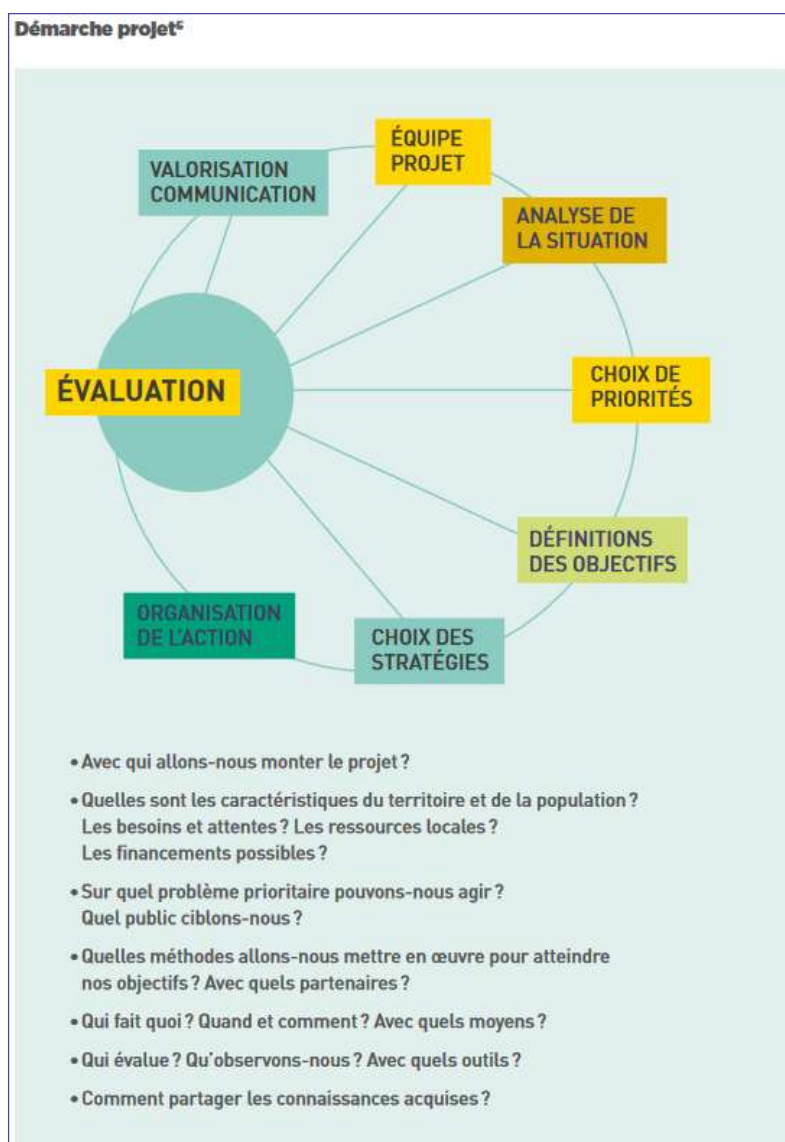 Démarche projet⁶
ÉQUIPE
PROJET
VALORISATION
COMMUNICATION
ANALYSE DE
LA SITUATION
ÉVALUATION
CHOIX DE
PRIORITÉS
DÉFINITIONS
DES OBJECTIFS
ORGANISATION
DE L'ACTION
CHOIX DES
STRATÉGIES
• Avec qui allons-nous monter le projet ?
• Quelles sont les caractéristiques du territoire et de la population ?
Les besoins et attentes ? Les ressources locales ?
Les financements possibles ?
• Sur quel problème prioritaire pouvons-nous agir ?
Quel public ciblons-nous ?
• Quelles méthodes allons-nous mettre en œuvre pour atteindre
nos objectifs ? Avec quels partenaires ?
• Qui fait quoi ? Quand et comment ? Avec quels moyens ?
• Qui évalue ? Qu'observons-nous ? Avec quels outils ?
• Comment partager les connaissances acquises ?